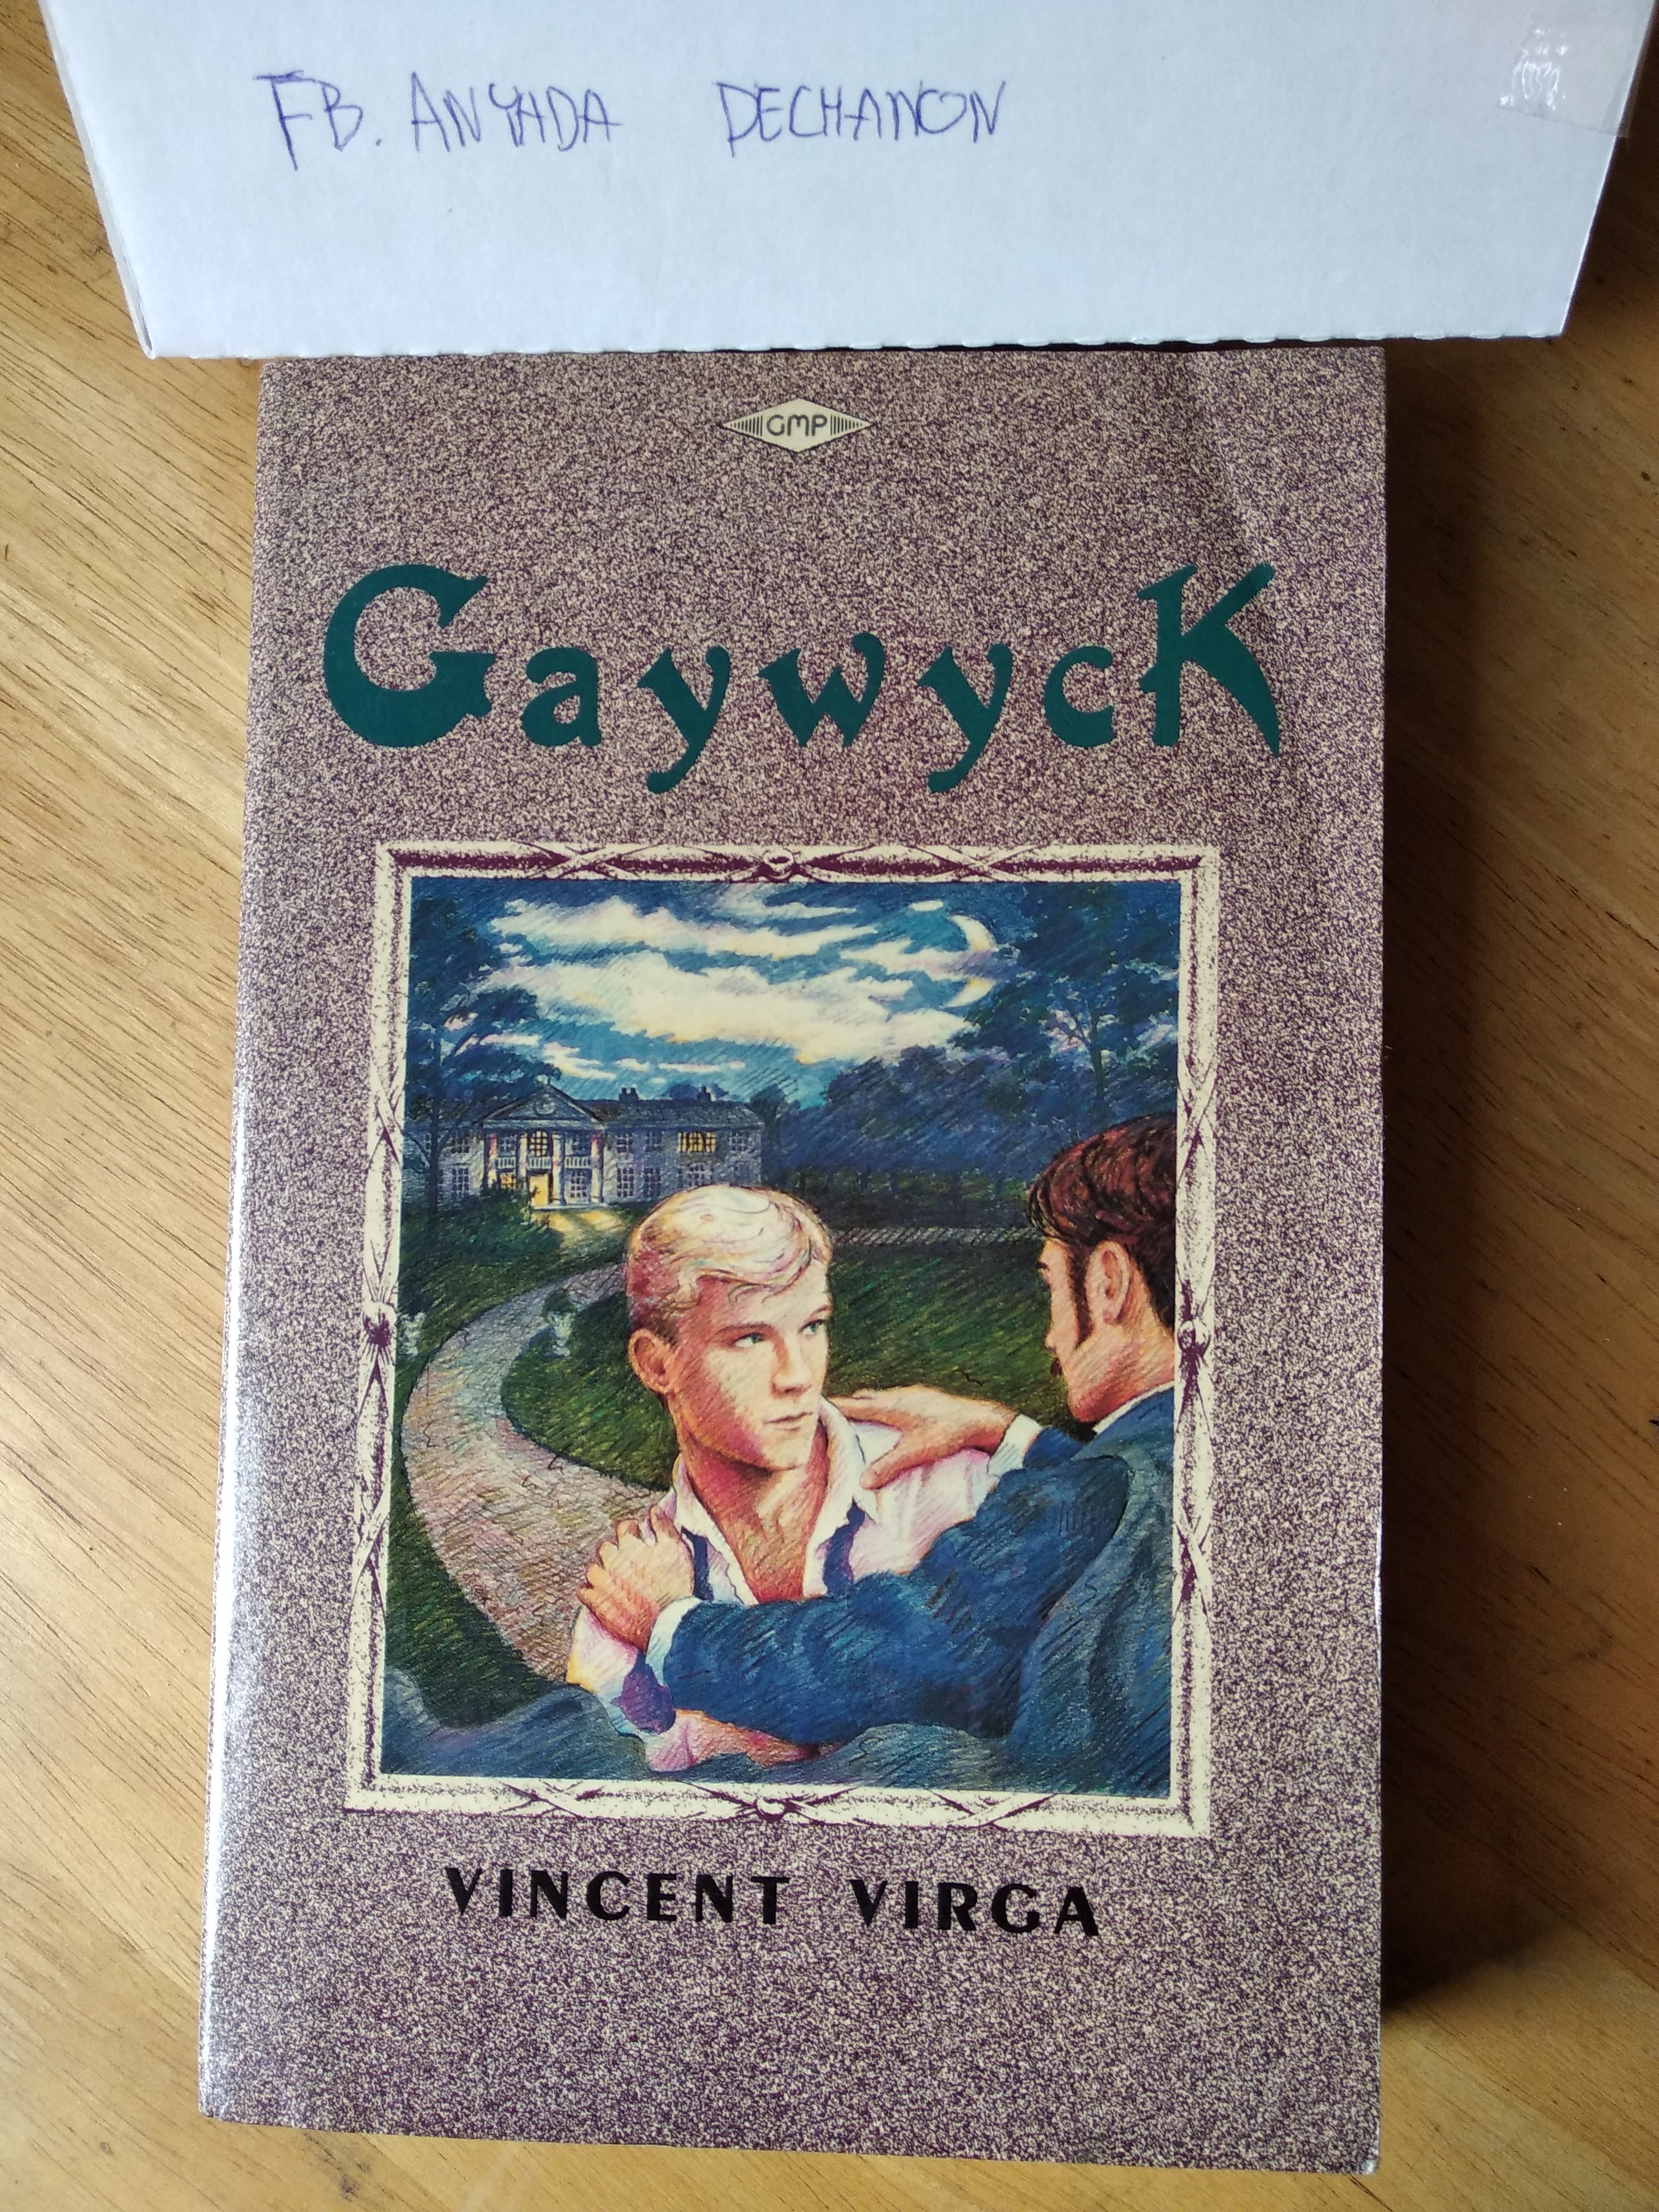 FB. ANYADA DECHANON
GMP
GaywycK
VINCENT VIRGA